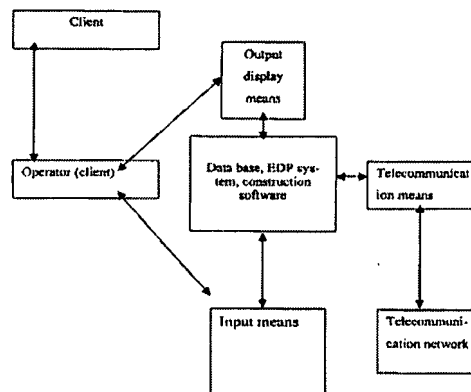 Client
Output
display
means
Operator (client)
Data base, EDP sys-
tem, construction
software
Telecommunicat
ion means
Input means
Telecommuni-
cation network